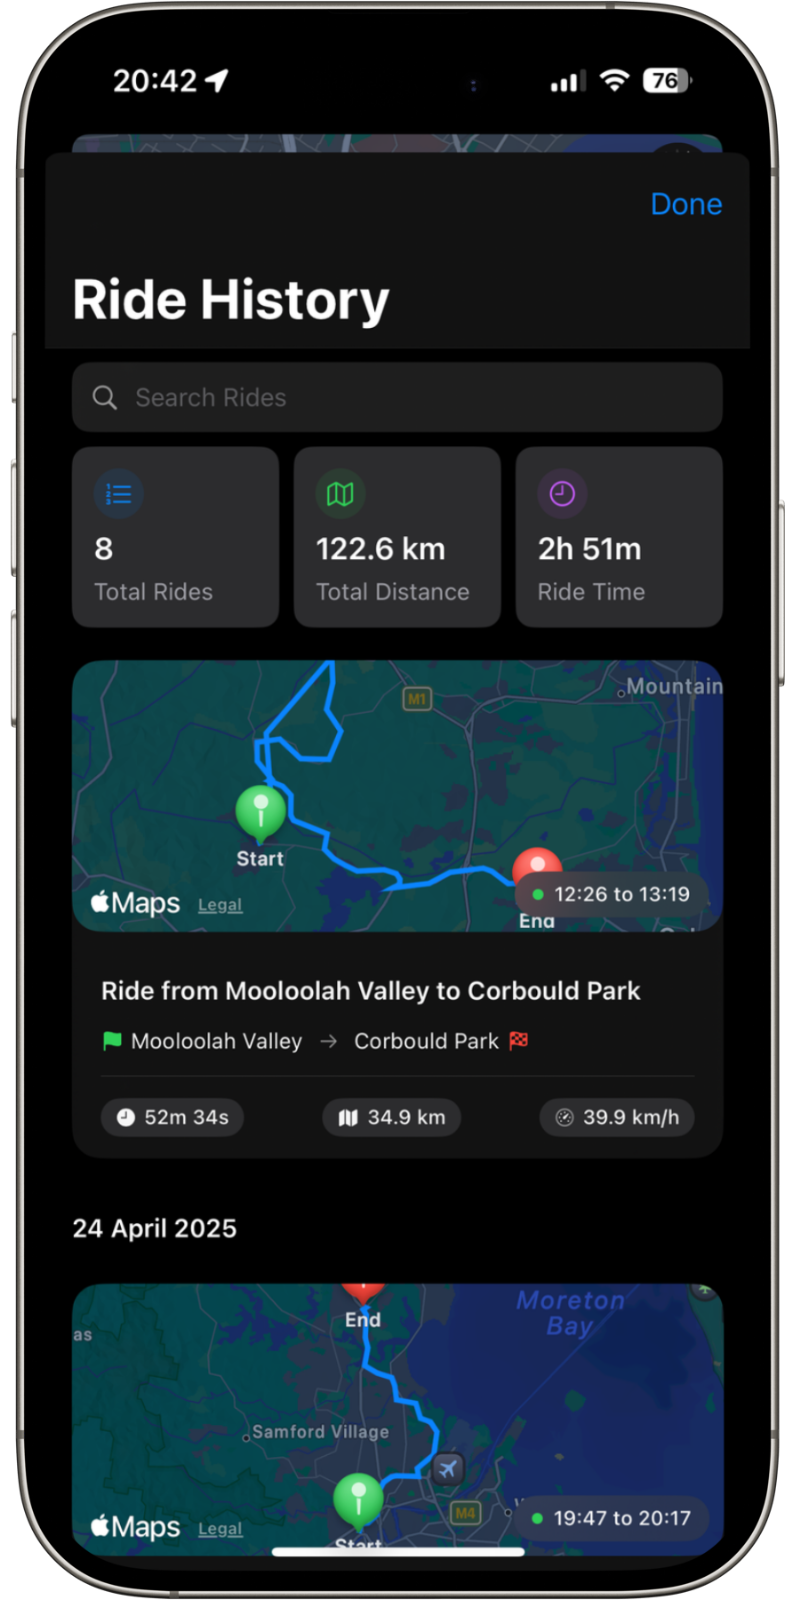 20:42
76
Done
Ride History
Search Rides
8
Total Rides
122.6 km
Total Distance
2h 51m
Ride Time
M1
Mountain
Start
Maps Legal
12:26 to 13:19
End
Ride from Mooloolah Valley to Corbould Park
Mooloolah Valley → Corbould Park
52m 34s
34.9 km
39.9 km/h
24 April 2025
Moreton
Bay
End
as
Samford Village
M4
Maps Legal
19:47 to 20:17
Start